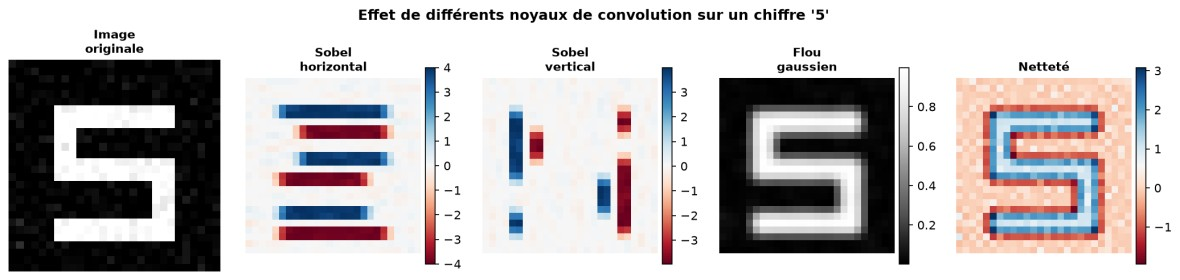 Effet de différents noyaux de convolution sur un chiffre '5'
Image
originale
Sobel
horizontal
4
3
2
1
0
−1
−2
−3
−4
Sobel
vertical
3
2
1
0
−1
−2
−3
Flou
gaussien
0.8
0.6
0.4
0.2
Netteté
3
2
1
0
−1